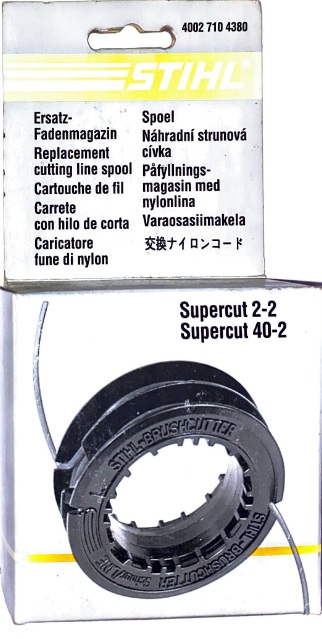 4002 710 4380
STIHL®
Ersatz-
Fadenmagazin
Replacement
cutting line spool
Cartouche de fil
Carrete
con hilo de corta
Caricatore
fune di nylon
Spoel
Náhradní strunová
cívka
Påfyllnings-
magasin med
nylonlina
Varaosasiimakela
交換ナイロンコード
Supercut 2-2
Supercut 40-2
STIHL-BRUSHCUTTER
STIHL-BRUSHCUTTER